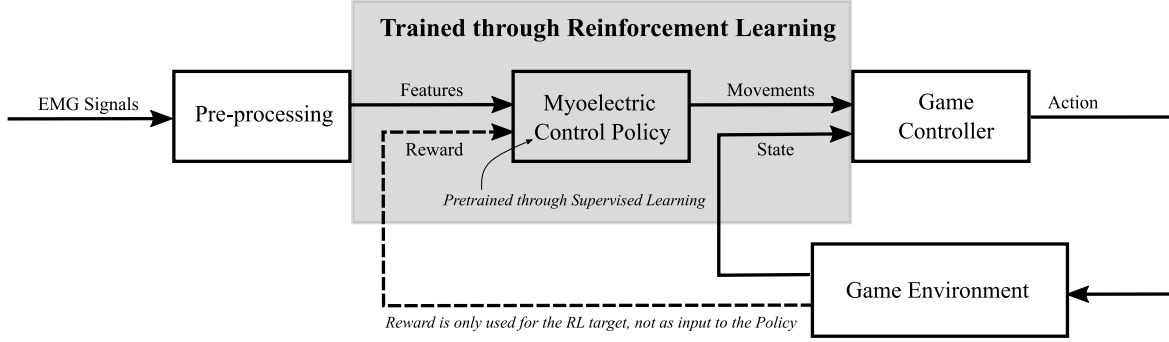 Trained through Reinforcement Learning
EMG Signals
Pre-processing
Features
Reward
Myoelectric
Control Policy
Pretrained through Supervised Learning
Movements
State
Game
Controller
Action
Game Environment
Reward is only used for the RL target, not as input to the Policy